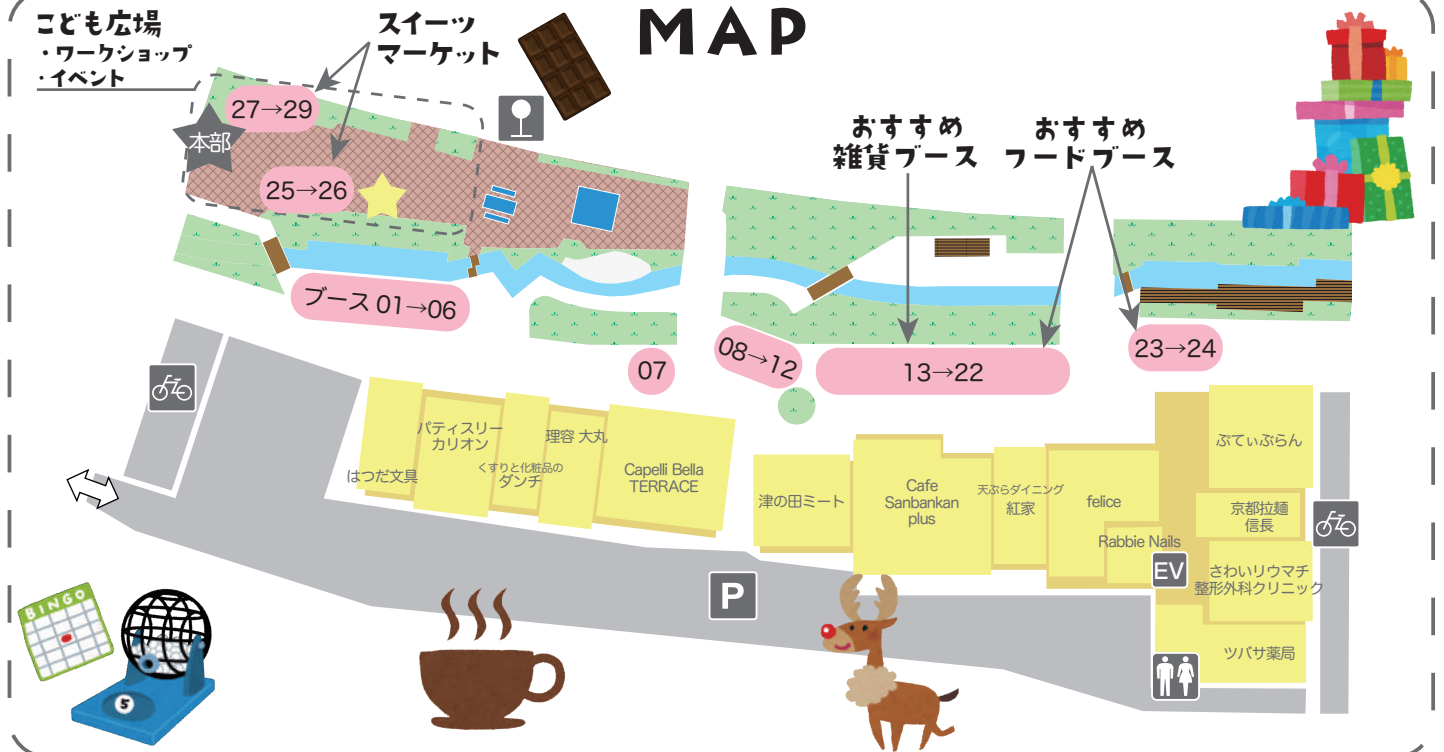 MAP
こども広場
・ワークショップ
・イベント
スイーツ
マーケット
おすすめ
雑貨ブース
おすすめ
フードブース
27→29
本部
25→26
ブース 01→06
07
08→12
13→22
23→24
はつだ文具
パティスリー
カリオン
くすりと化粧品の
ダンチ
理容 大丸
Capelli Bella
TERRACE
津の田ミート
Cafe
Sanbankan
plus
天ぷらダイニング
紅家
felice
Rabbie Nails
EV
ぷてぃぷらん
京都拉麺
信長
さわいリウマチ
整形外科クリニック
ツバサ薬局
P
BINGO
5